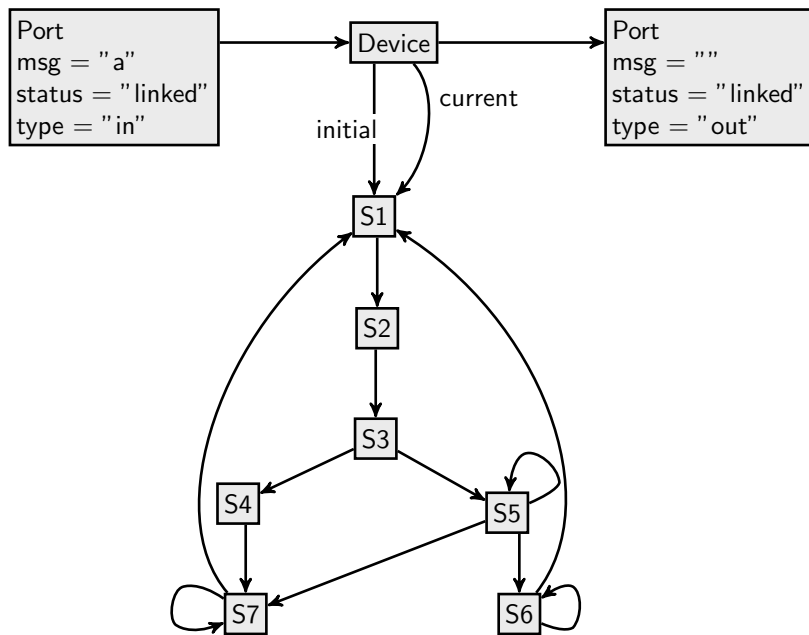 Port
msg = "a"
status = "linked"
type = "in"
Device
Port
msg = ""
status = "linked"
type = "out"
current
initial
S1
S2
S3
S4
S5
S7
S6